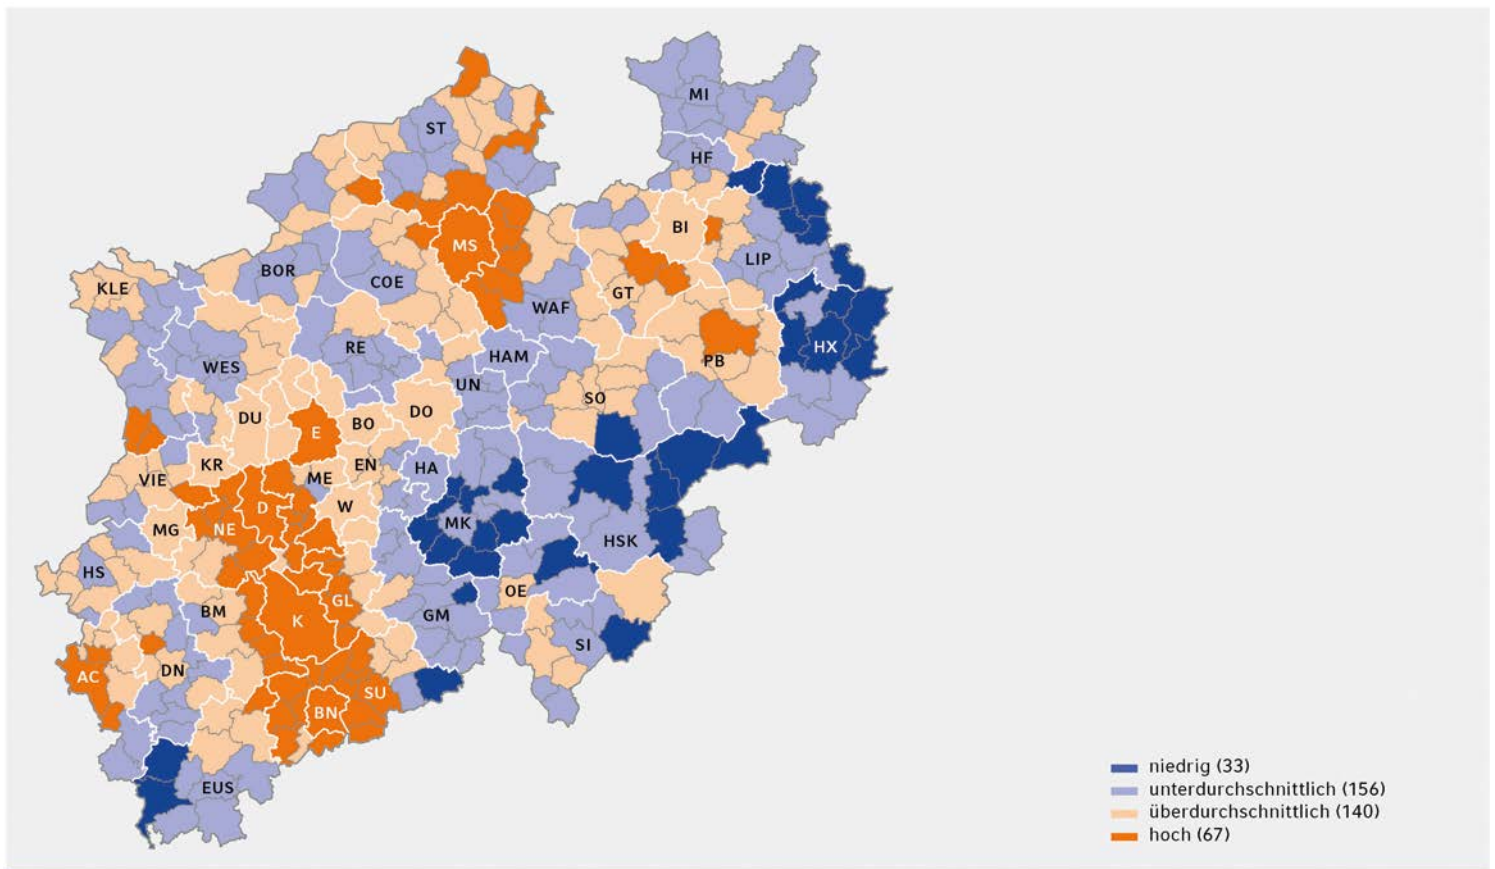 MI
ST
HF
BI
MS
LIP
BOR
COE
KLE
GT
WAF
HX
RE
HAM
PB
WES
UN
SO
DO
DU
BO
E
EN
HA
KR
ME
VIE
W
D
MK
NE
MG
HSK
HS
OE
GL
BM
GM
K
SI
DN
AC
SU
BN
EUS
niedrig (33)
unterdurchschnittlich (156)
überdurchschnittlich (140)
hoch (67)